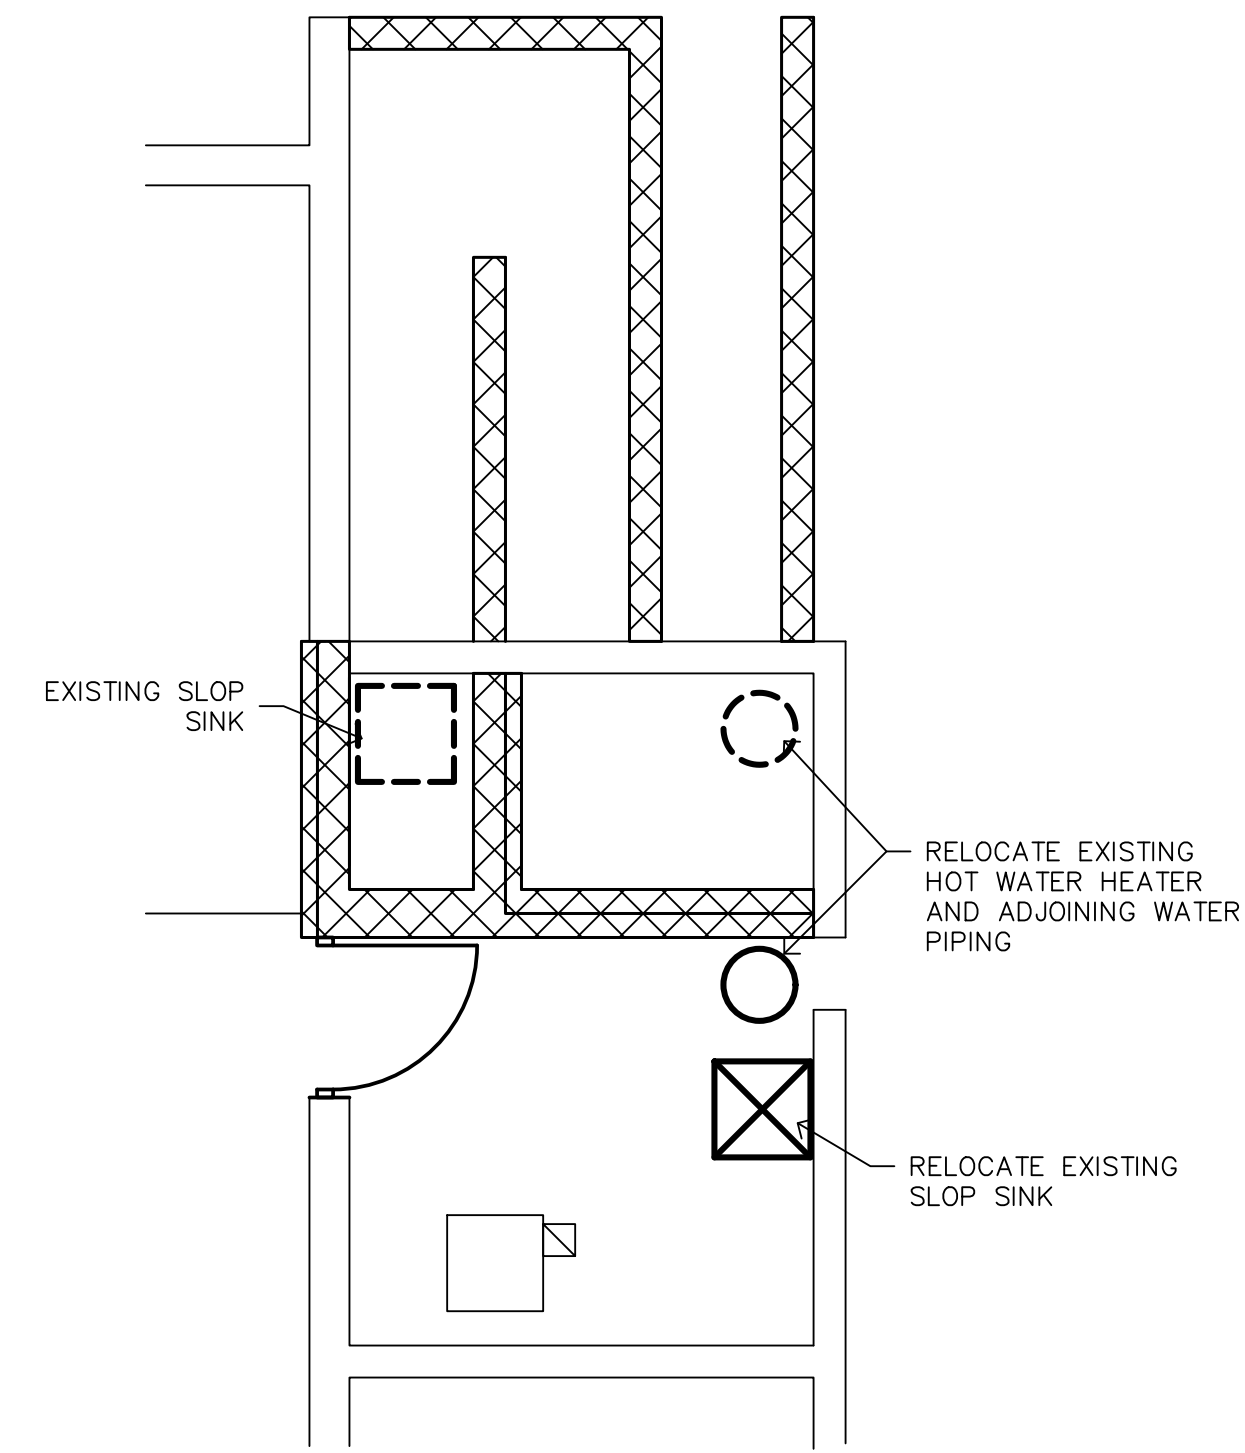 EXISTING SLOP
SINK
RELOCATE EXISTING
HOT WATER HEATER
AND ADJOINING WATER
PIPING
RELOCATE EXISTING
SLOP SINK